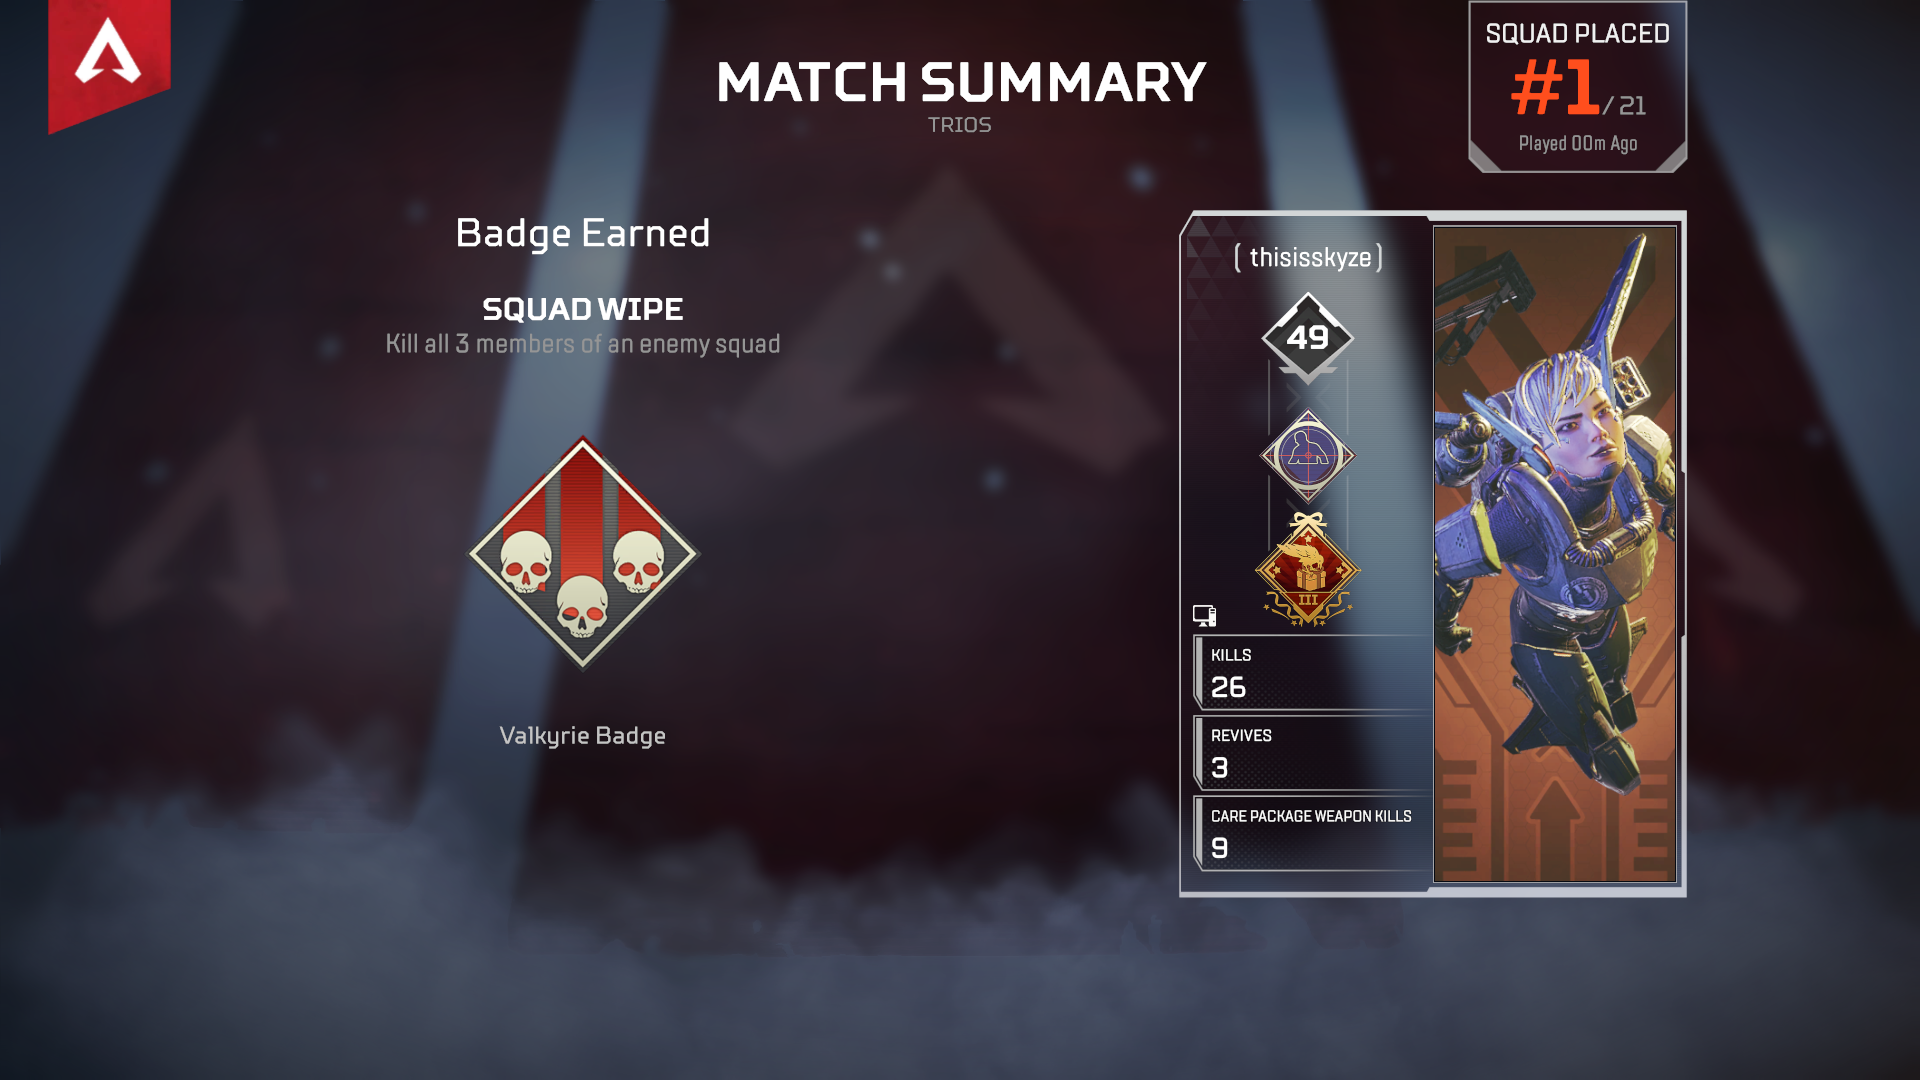 MATCH SUMMARY
TRIOS
SQUAD PLACED
#1/21
Played 00m Ago
Badge Earned
SQUAD WIPE
Kill all 3 members of an enemy squad
Valkyrie Badge
[ thisisskyze ]
49
III
KILLS
26
REVIVES
3
CARE PACKAGE WEAPON KILLS
9